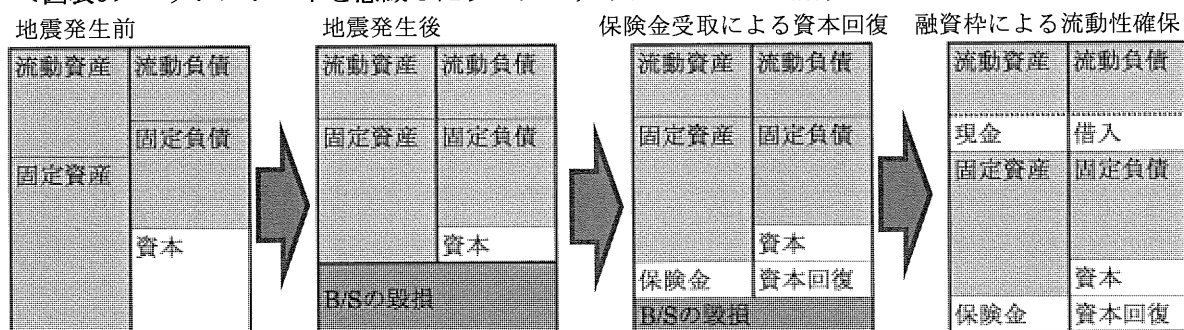 地震発生前
流動資産 流動負債
固定負債
固定資産
資本
地震発生後
流動資産 流動負債
固定資産 固定負債
資本
B/Sの毀損
保険金受取による資本回復
流動資産 流動負債
固定資産 固定負債
資本
保険金 資本回復
B/Sの毀損
融資枠による流動性確保
流動資産 流動負債
現金 借入
固定資産 固定負債
資本
保険金 資本回復